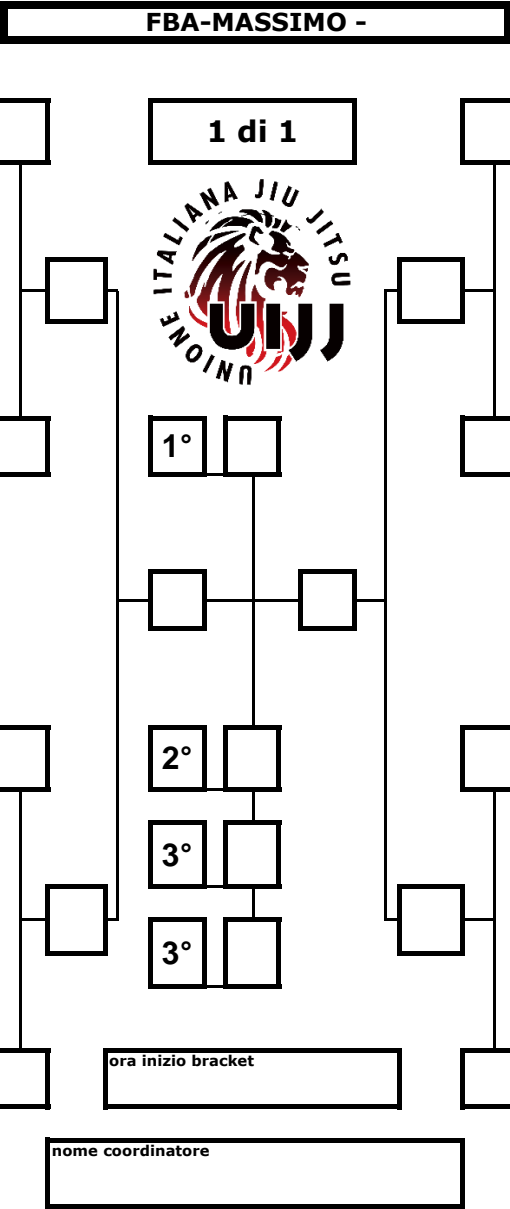 FBA-MASSIMO -
1 di 1
UNIONE ITALIANA JIU JITSU
UIJJ
1°
2°
3°
3°
ora inizio bracket
nome coordinatore